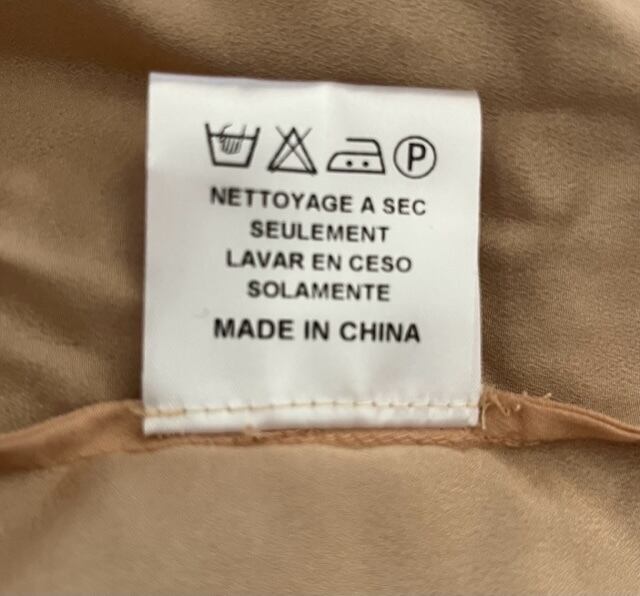 P
NETTOYAGE A SEC
SEULEMENT
LAVAR EN CESO
SOLAMENTE
MADE IN CHINA